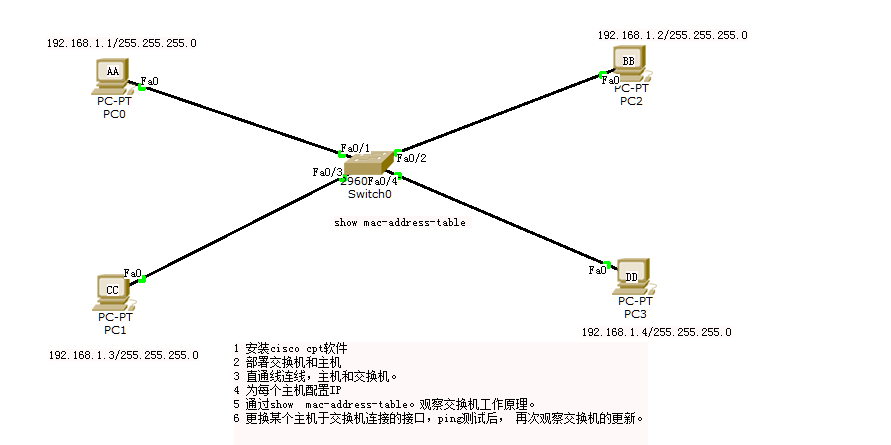 192.168.1.1/255.255.255.0
192.168.1.2/255.255.255.0
AA
Fa0
PC-PT
PC0
BB
Fa0
PC-PT
PC2
Fa0/1
Fa0/2
Fa0/3
2960
Fa0/4
Switch0
show mac-address-table
Fa0
CC
PC-PT
PC1
Fa0
DD
PC-PT
PC3
192.168.1.3/255.255.255.0
192.168.1.4/255.255.255.0
1 安装cisco cpt软件
2 部署交换机和主机
3 直通线连线，主机和交换机。
4 为每个主机配置IP
5 通过show  mac-address-table。观察交换机工作原理。
6 更换某个主机于交换机连接的接口，ping测试后， 再次观察交换机的更新。